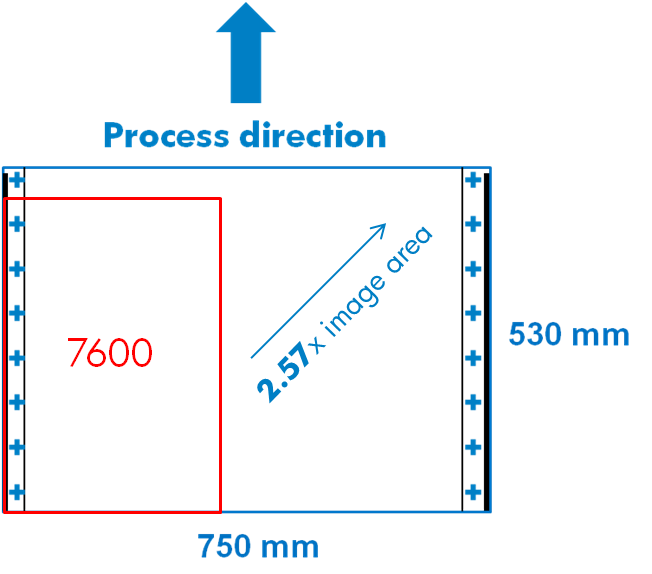 Process direction
7600
2.57x image area
530 mm
750 mm